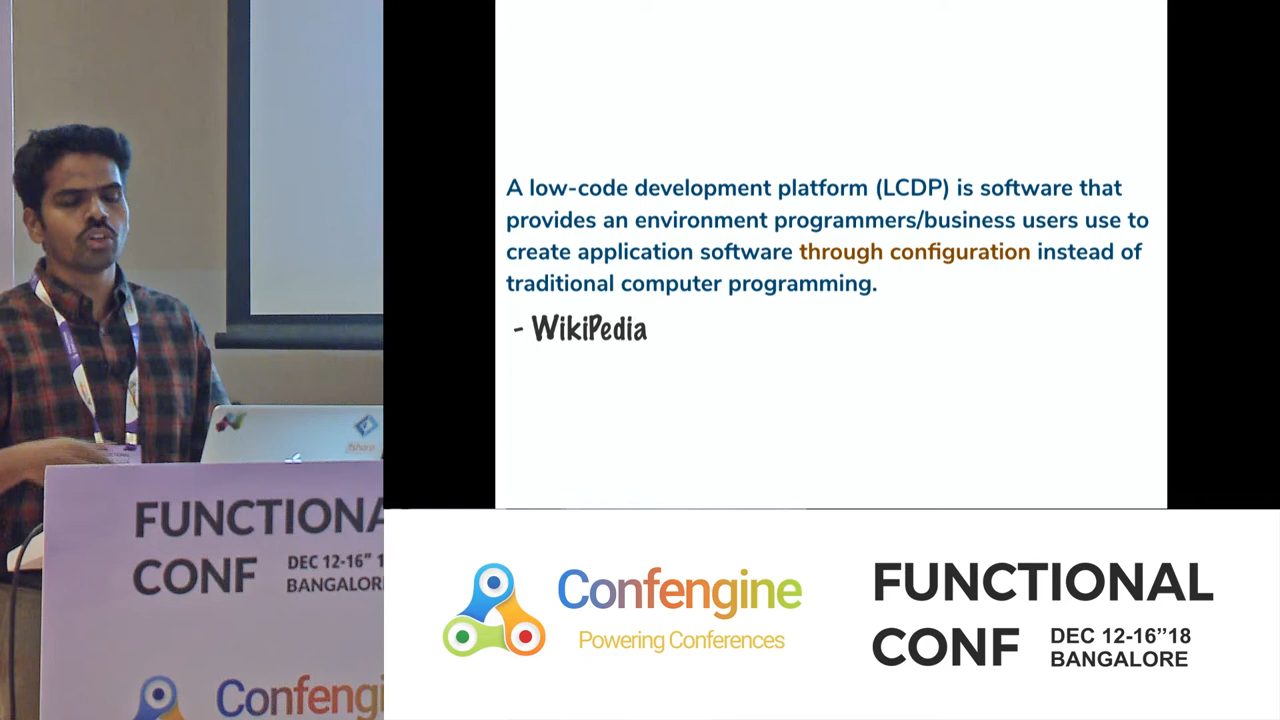 A low-code development platform (LCDP) is software that
provides an environment programmers/business users use to
create application software through configuration instead of
traditional computer programming.
- WikiPedia
fsharp
FUNCTIONA
CONF
DEC 12-16” 1
BANGALORE
Confengi
Confengine
Powering Conferences
FUNCTIONAL
CONF
DEC 12-16”18
BANGALORE